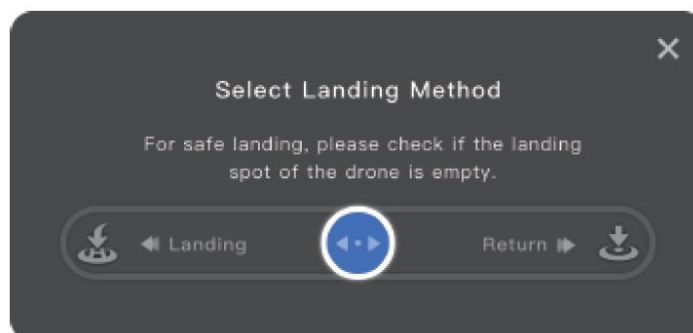 Select Landing Method
For safe landing, please check if the landing
spot of the drone is empty.
Landing Return